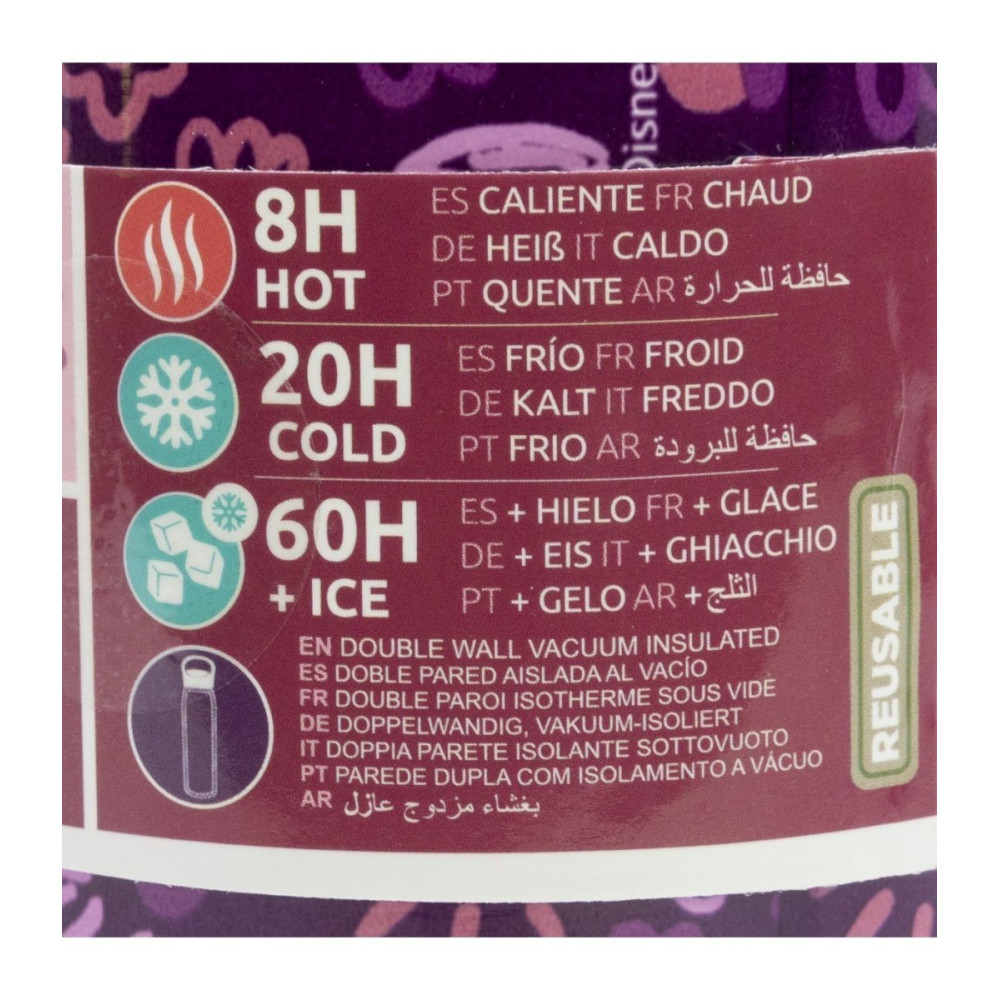 Disne
8H
HOT
ES CALIENTE FR CHAUD
DE HEIß IT CALDO
PT QUENTE AR حافظة للحرارة
20H
COLD
ES FRÍO FR FROID
DE KALT IT FREDDO
PT FRIO AR حافظة للبرودة
60H
+ ICE
ES + HIELO FR + GLACE
DE + EIS IT + GHIACCHIO
PT + GELO AR + الثلج
EN DOUBLE WALL VACUUM INSULATED
ES DOBLE PARED AISLADA AL VACÍO
FR DOUBLE PAROI ISOTHERME SOUS VIDE
DE DOPPELWANDIG, VAKUUM-ISOLIERT
IT DOPPIA PARETE ISOLANTE SOTTOVUOTO
PT PAREDE DUPLA COM ISOLAMENTO A VÁCUO
AR بغشاء مزدوج عازل
REUSABLE